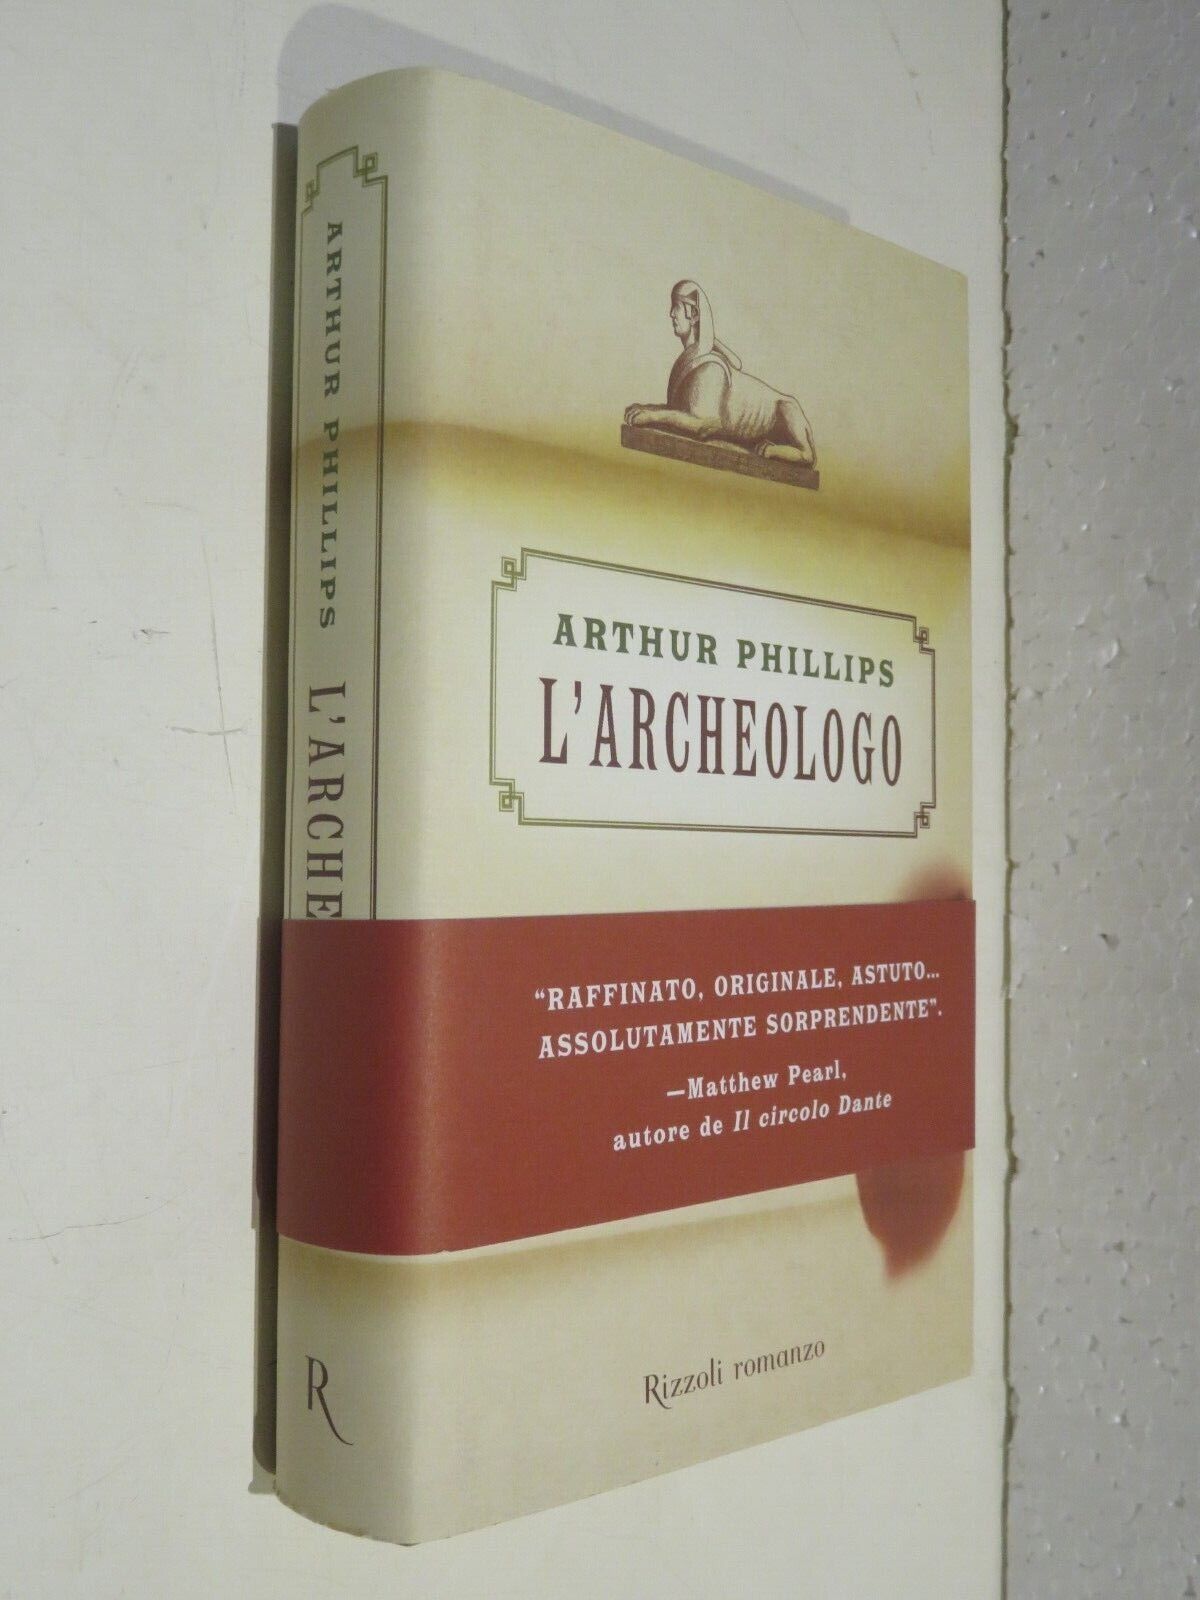 ARTHUR PHILLIPS L'ARCHE
ARTHUR PHILLIPS
L'ARCHEOLOGO
“RAFFINATO, ORIGINALE, ASTUTO...
ASSOLUTAMENTE SORPRENDENTE”.
—Matthew Pearl,
autore de Il circolo Dante
R
Rizzoli romanzo